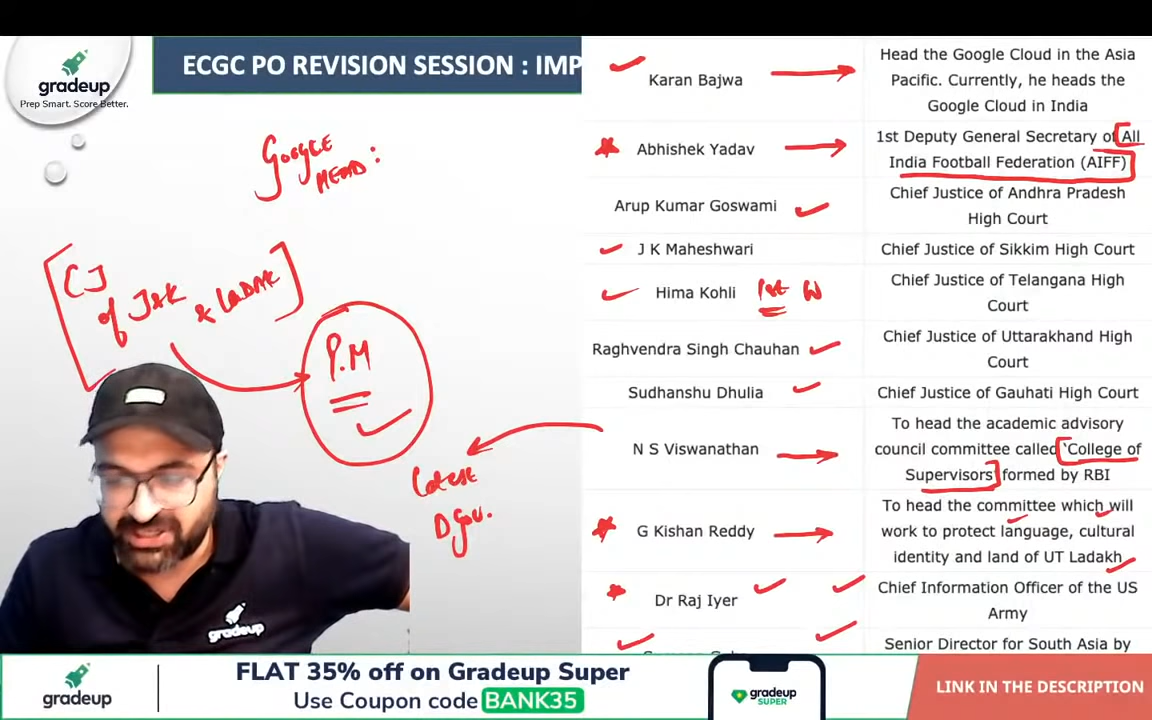 gradeup
Prep Smart. Score Better.
ECGC PO REVISION SESSION : IMP
GOOGLE
HEAD :
CJ
of J&K
& LADAK
P.M
D Gov.
Karan Bajwa
Head the Google Cloud in the Asia
Pacific. Currently, he heads the
Google Cloud in India
Abhishek Yadav
1st Deputy General Secretary of All
India Football Federation (AIFF)
Arup Kumar Goswami
Chief Justice of Andhra Pradesh
High Court
J K Maheshwari
Chief Justice of Sikkim High Court
Hima Kohli
1st W
Chief Justice of Telangana High
Court
Raghvendra Singh Chauhan
Chief Justice of Uttarakhand High
Court
Sudhanshu Dhulia
Chief Justice of Gauhati High Court
N S Viswanathan
To head the academic advisory
council committee called 'College of
Supervisors' formed by RBI
G Kishan Reddy
To head the committee which will
work to protect language, cultural
identity and land of UT Ladakh
Dr Raj Iyer
Chief Information Officer of the US
Army
Senior Director for South Asia by
gradeup
gradeup
FLAT 35% off on Gradeup Super
Use Coupon code BANK35
gradeup
SUPER
LINK IN THE DESCRIPTION